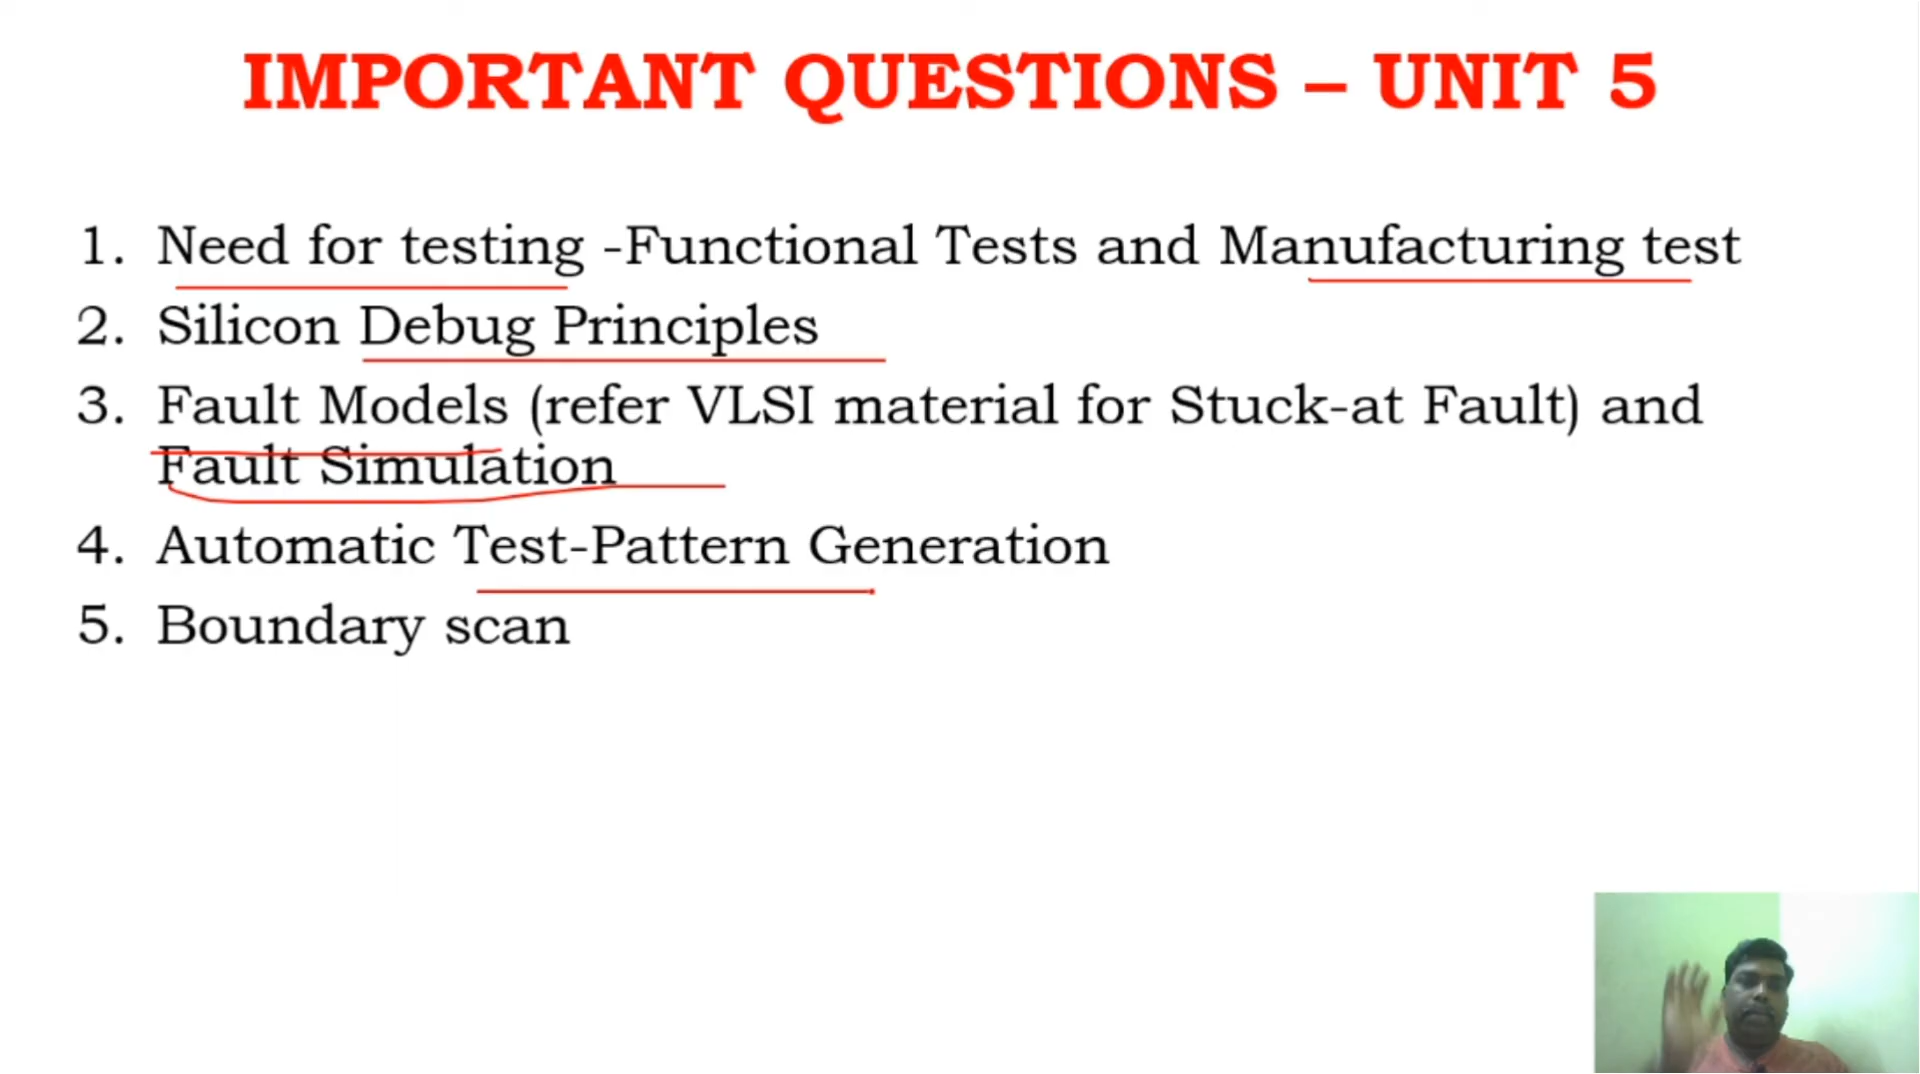 IMPORTANT QUESTIONS – UNIT 5
1. Need for testing -Functional Tests and Manufacturing test
2. Silicon Debug Principles
3. Fault Models (refer VLSI material for Stuck-at Fault) and
Fault Simulation
4. Automatic Test-Pattern Generation
5. Boundary scan